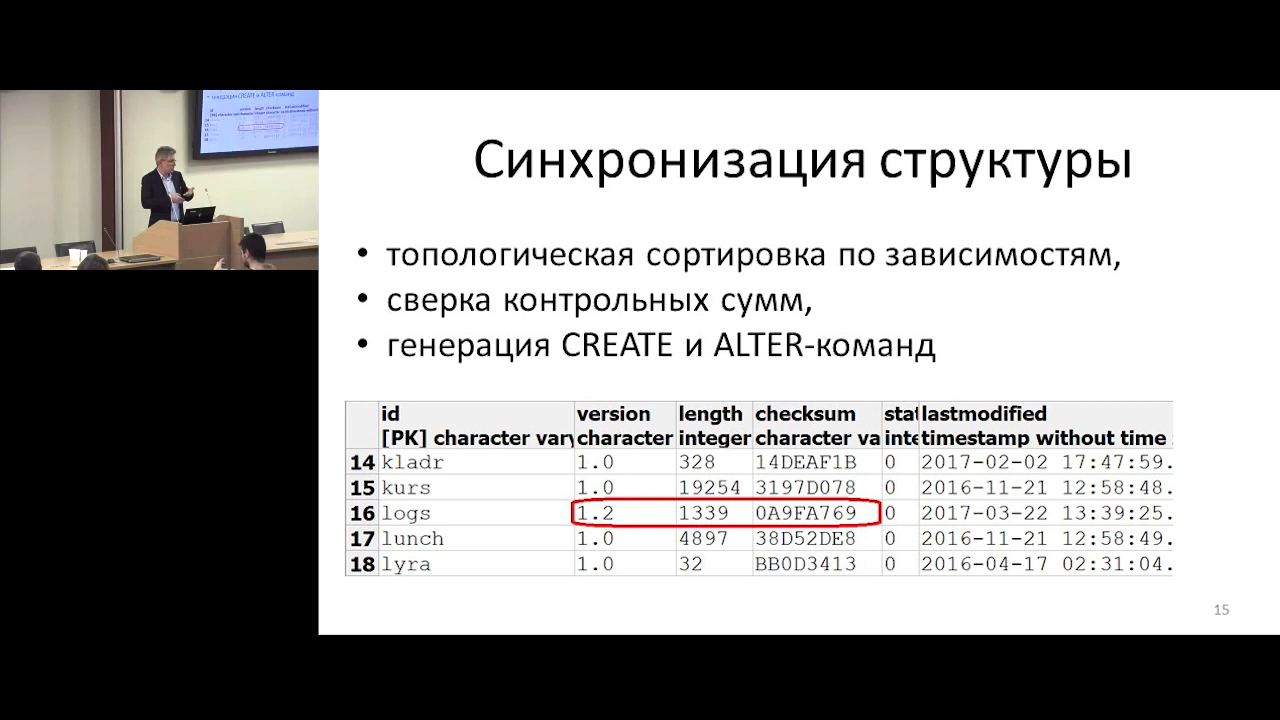 Синхронизация структуры
• топологическая сортировка по зависимостям,
• сверка контрольных сумм,
• генерация CREATE и ALTER-команд
id version length checksum stat lastmodified
[PK] character vary character integer character va inte timestamp without time
14 kladr 1.0 328 14DEAF1B 0 2017-02-02 17:47:59.
15 kurs 1.0 19254 3197D078 0 2016-11-21 12:58:48.
16 logs 1.2 1339 0A9FA769 0 2017-03-22 13:39:25.
17 lunch 1.0 4897 38D52DE8 0 2016-11-21 12:58:49.
18 lyra 1.0 32 BB0D3413 0 2016-04-17 02:31:04.
15